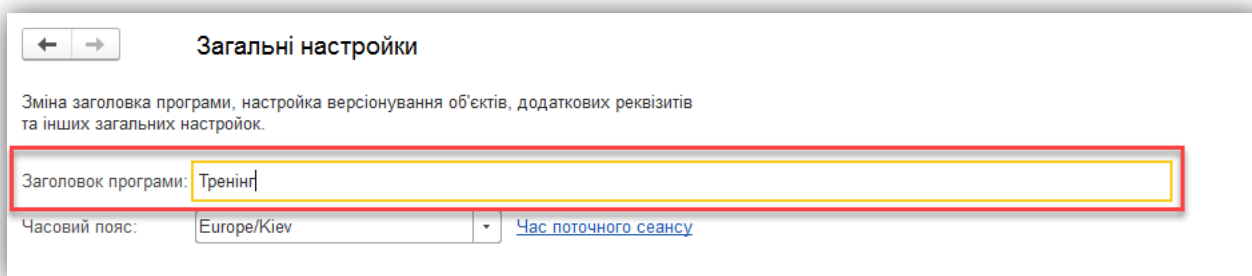 Загальні настройки
Зміна заголовка програми, настройка версіонування об'єктів, додаткових реквізитів
та інших загальних настройок.
Заголовок програми: Тренінг
Часовий пояс: Europe/Kiev Час поточного сеансу